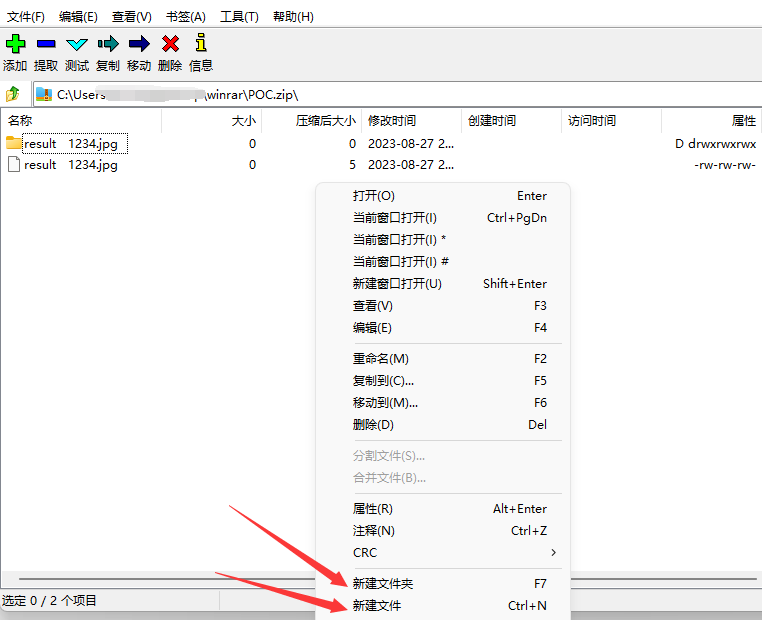 文件(F) 编辑(E) 查看(V) 书签(A) 工具(T) 帮助(H)
添加 提取 测试 复制 移动 删除 信息
C:\Users \winrar\POC.zip\
名称 大小 压缩后大小 修改时间 创建时间 访问时间 属性
result 1234.jpg 0 0 2023-08-27 2... D drwxrwxrwx
result 1234.jpg 0 5 2023-08-27 2... -rw-rw-rw-
打开(O) Enter
当前窗口打开(I) Ctrl+PgDn
当前窗口打开(I) *
当前窗口打开(I) #
新建窗口打开(U) Shift+Enter
查看(V) F3
编辑(E) F4
重命名(M) F2
复制到(C)... F5
移动到(M)... F6
删除(D) Del
分割文件(S)...
合并文件(B)...
属性(R) Alt+Enter
注释(N) Ctrl+Z
CRC
新建文件夹 F7
新建文件 Ctrl+N
选定 0 / 2 个项目